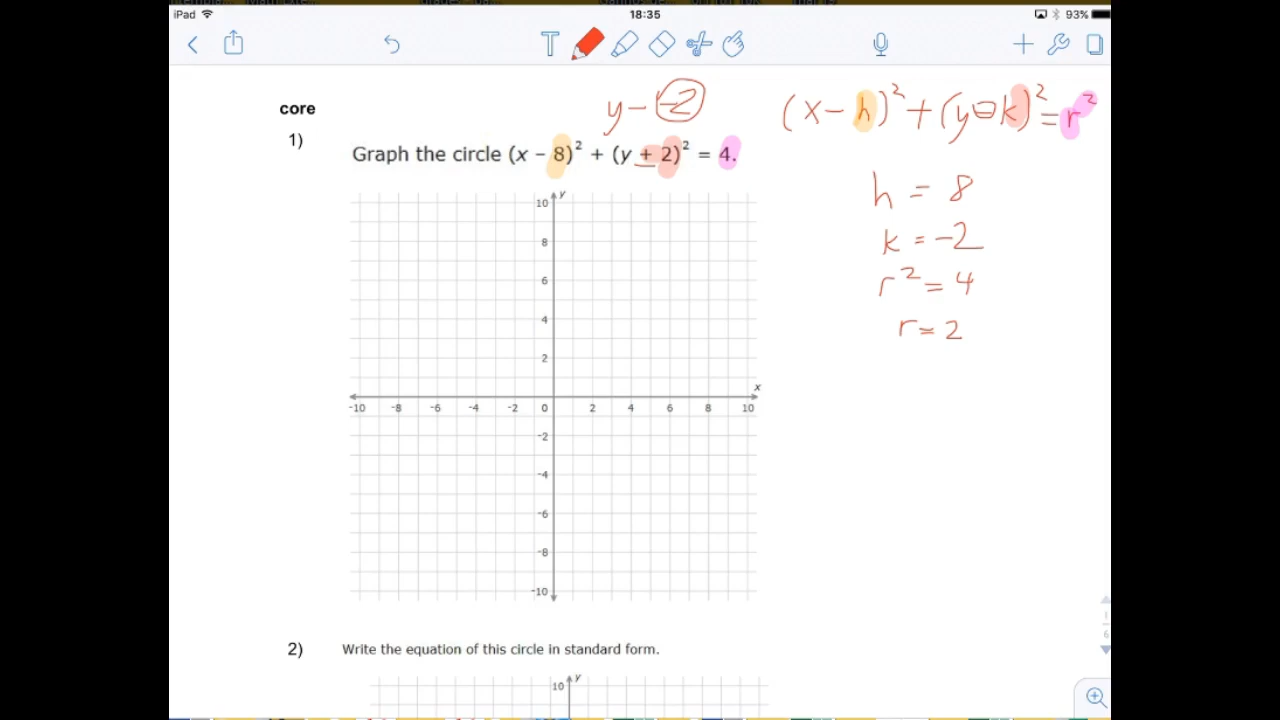 iPad 18:35 93%
T
y - -2
(x - h)² + (y - k)² = r²
core
1)
Graph the circle (x − 8)² + (y + 2)² = 4.
h = 8
k = -2
r² = 4
r = 2
y
10
8
6
4
2
x
-10 -8 -6 -4 -2 0 2 4 6 8 10
-2
-4
-6
-8
-10
1
6
2) Write the equation of this circle in standard form.
y
10